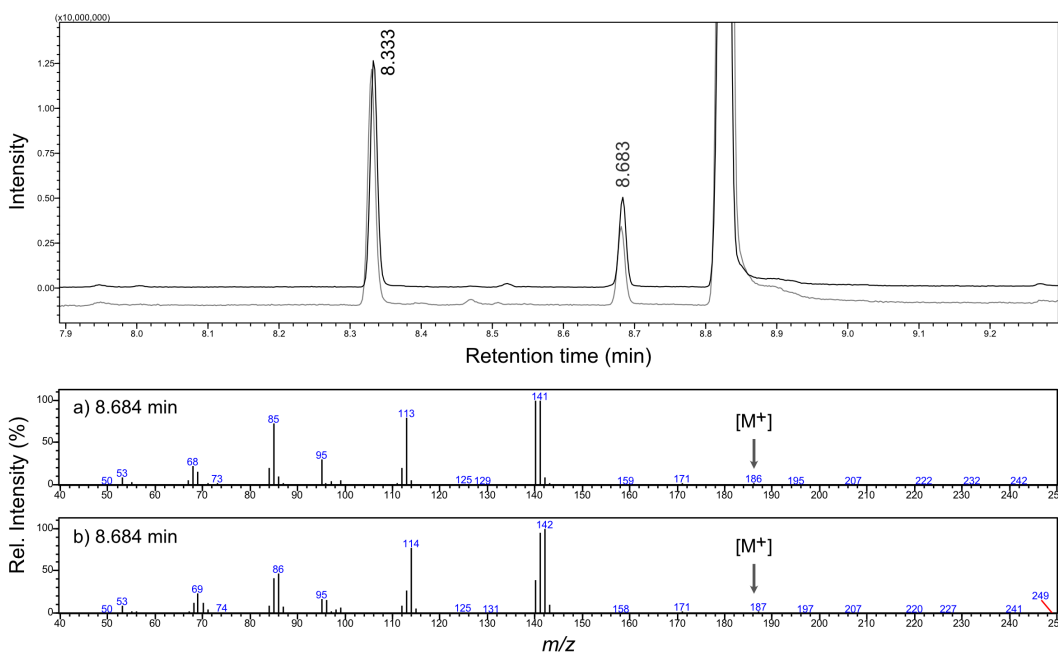 (x10,000,000)
8.333
8.683
1.25
1.00
0.75
0.50
0.25
0.00
Intensity
7.9 8.0 8.1 8.2 8.3 8.4 8.5 8.6 8.7 8.8 8.9 9.0 9.1 9.2
Retention time (min)
Rel. Intensity (%)
100
50
0
a) 8.684 min
[M⁺]
50 53 68 73 85 95 113 125 129 141 159 171 186 195 207 222 232 242
40 50 60 70 80 90 100 110 120 130 140 150 160 170 180 190 200 210 220 230 240 25
100
50
0
b) 8.684 min
[M⁺]
50 53 69 74 86 95 114 125 131 142 158 171 187 197 207 220 227 241 249
40 50 60 70 80 90 100 110 120 130 140 150 160 170 180 190 200 210 220 230 240 25
m/z